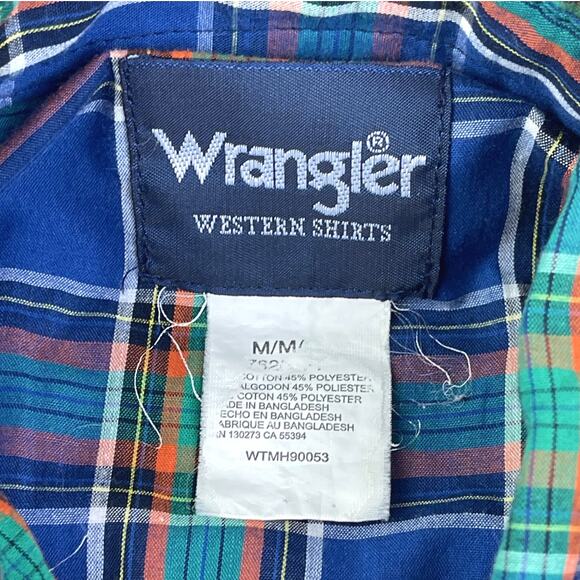 Wrangler®
WESTERN SHIRTS
M/M/
COTTON 45% POLYESTER
ALGODON 45% POLIESTER
COTON 45% POLYESTER
MADE IN BANGLADESH
HECHO EN BANGLADESH
FABRIQUE AU BANGLADESH
RN 130273 CA 55394
WTMH90053